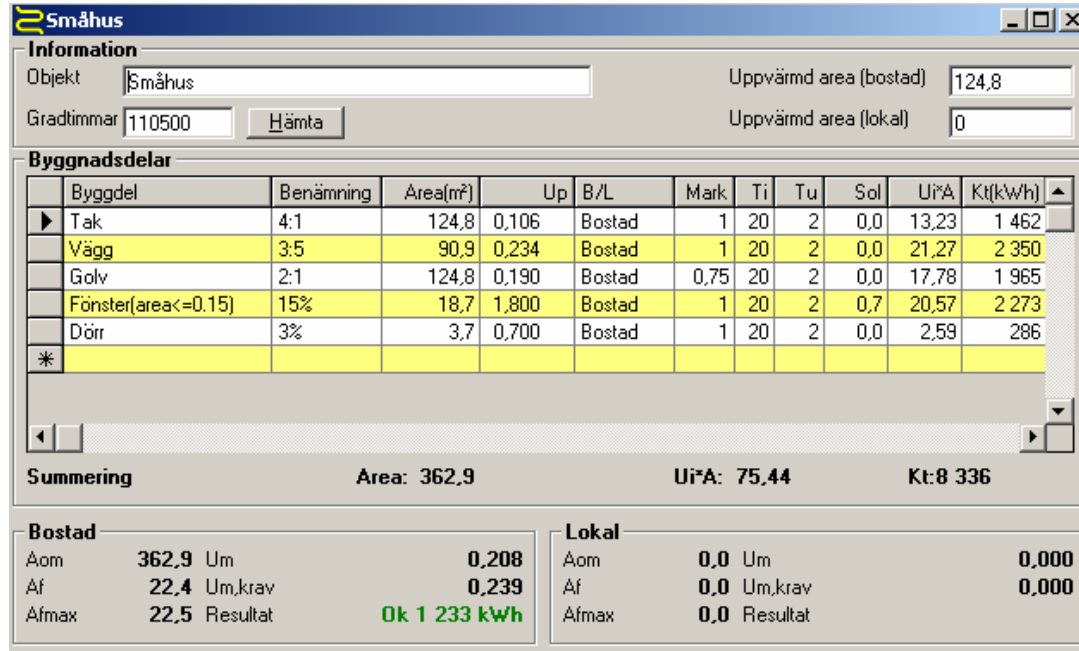 Småhus
Information
Objekt Småhus Uppvärmd area (bostad) 124,8
Gradtimmar 110500 Hämta Uppvärmd area (lokal) 0
Byggnadsdelar
Byggdel Benämning Area(m²) Up B/L Mark Ti Tu Sol Ui*A Kt(kWh)
Tak 4:1 124,8 0,106 Bostad 1 20 2 0,0 13,23 1 462
Vägg 3:5 90,9 0,234 Bostad 1 20 2 0,0 21,27 2 350
Golv 2:1 124,8 0,190 Bostad 0,75 20 2 0,0 17,78 1 965
Fönster(area<=0.15) 15% 18,7 1,800 Bostad 1 20 2 0,7 20,57 2 273
Dörr 3% 3,7 0,700 Bostad 1 20 2 0,0 2,59 286
Summering Area: 362,9 Ui*A: 75,44 Kt:8 336
Bostad Lokal
Aom 362,9 Um 0,208 Aom 0,0 Um 0,000
Af 22,4 Um,krav 0,239 Af 0,0 Um,krav 0,000
Afmax 22,5 Resultat Ok 1 233 kWh Afmax 0,0 Resultat